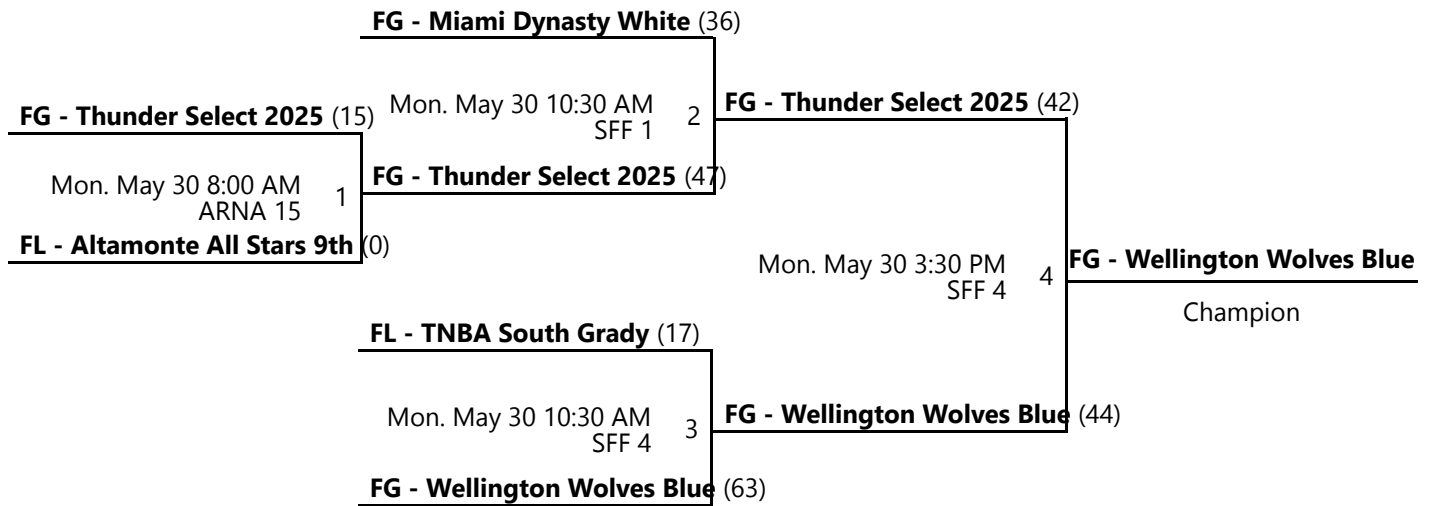 FG - Miami Dynasty White (36)
FG - Thunder Select 2025 (15)
Mon. May 30 10:30 AM
SFF 1
2
FG - Thunder Select 2025 (42)
Mon. May 30 8:00 AM
ARNA 15
1
FG - Thunder Select 2025 (47)
FL - Altamonte All Stars 9th (0)
Mon. May 30 3:30 PM
SFF 4
4
FG - Wellington Wolves Blue
Champion
FL - TNBA South Grady (17)
Mon. May 30 10:30 AM
SFF 4
3
FG - Wellington Wolves Blue (44)
FG - Wellington Wolves Blue (63)